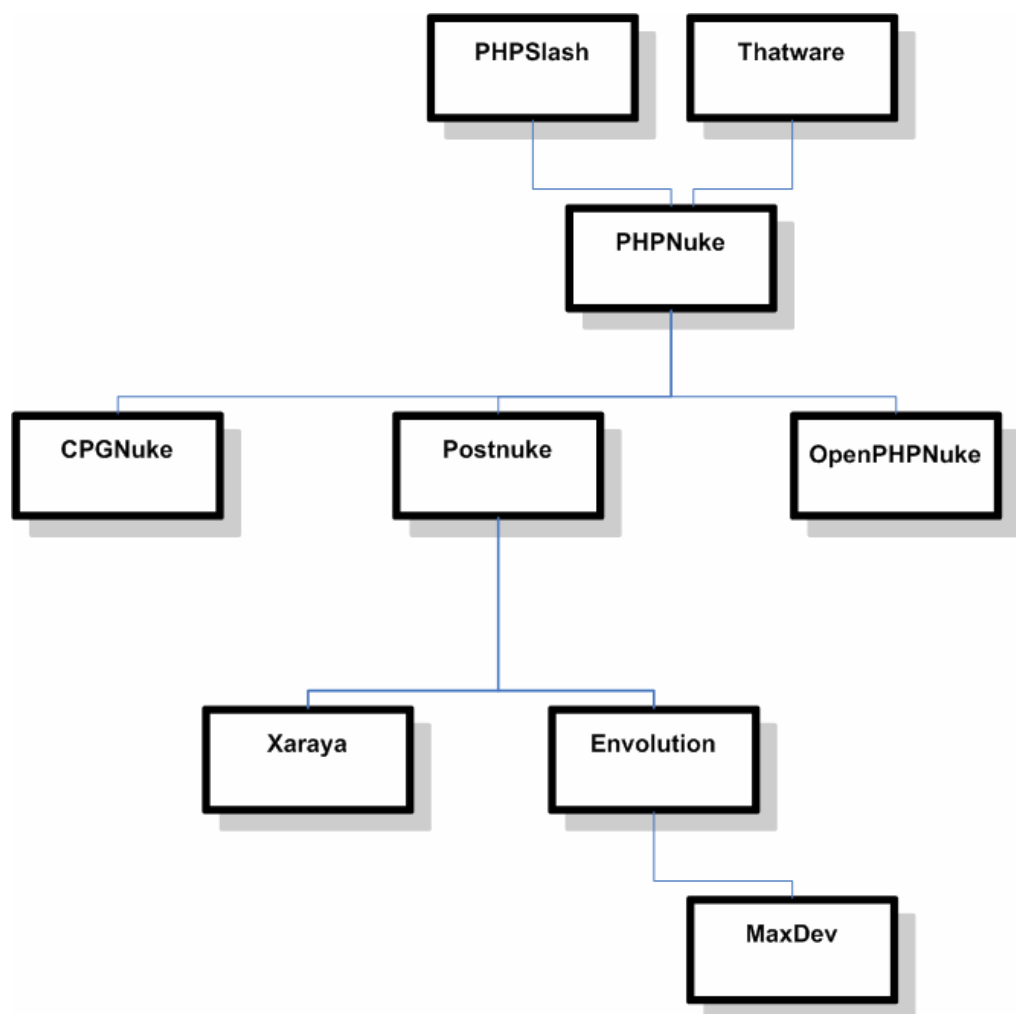 PHPSlash
Thatware
PHPNuke
CPGNuke
Postnuke
OpenPHPNuke
Xaraya
Envolution
MaxDev